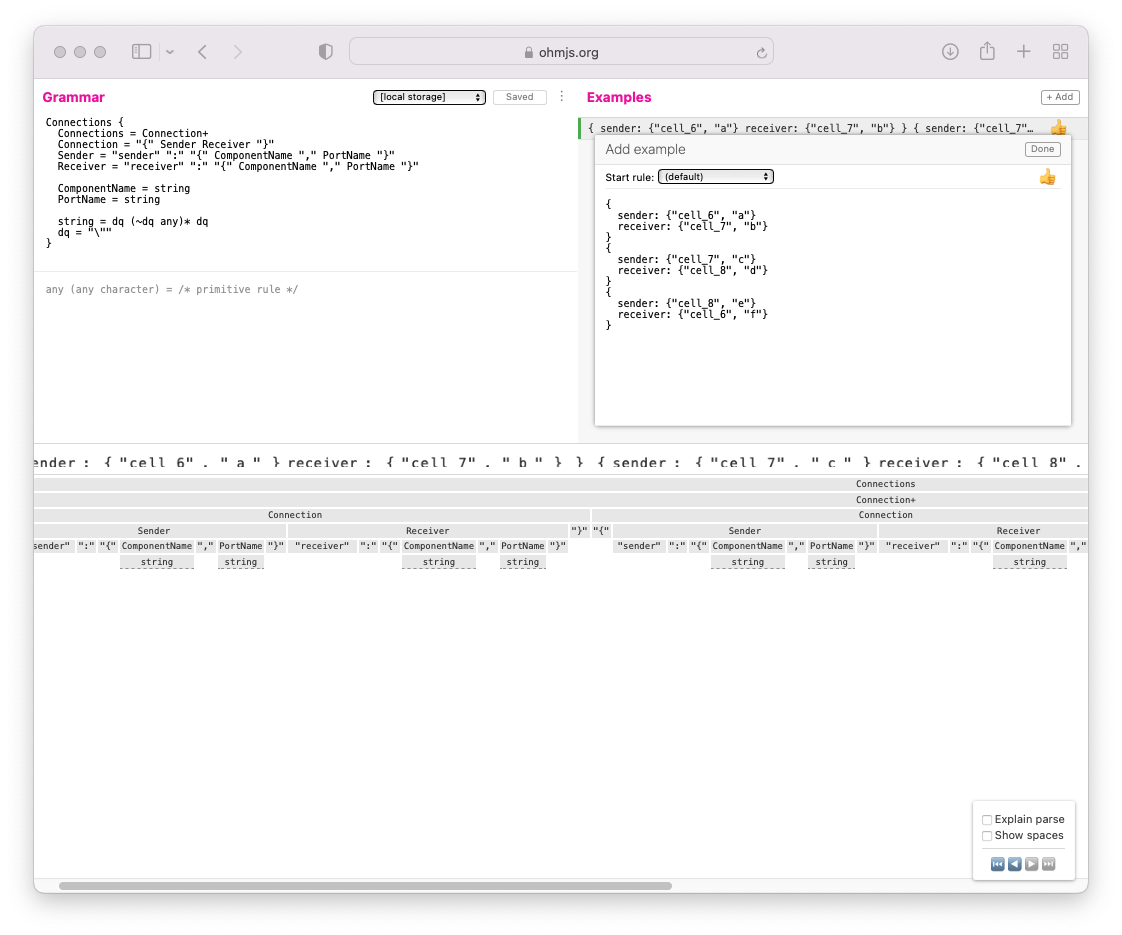 ohmjs.org
Grammar
[local storage]
Saved
Examples
+ Add
Connections {
  Connections = Connection+
  Connection = "{" Sender Receiver "}"
  Sender = "sender" ":" "{" ComponentName "," PortName "}"
  Receiver = "receiver" ":" "{" ComponentName "," PortName "}"
  ComponentName = string
  PortName = string
  string = dq (~dq any)* dq
  dq = "\""
}
any (any character) = /* primitive rule */
{ sender: {"cell_6", "a"} receiver: {"cell_7", "b"} } { sender: {"cell_7"…
Add example
Done
Start rule: (default)
{
  sender: {"cell_6", "a"}
  receiver: {"cell_7", "b"}
}
{
  sender: {"cell_7", "c"}
  receiver: {"cell_8", "d"}
}
{
  sender: {"cell_8", "e"}
  receiver: {"cell_6", "f"}
}
ender : { "cell 6" . " a " } receiver : { "cell 7" . " b " } } { sender : { "cell 7" . " c " } receiver : { "cell 8" .
Connections
Connection+
Connection Connection
Sender Receiver "}" "{" Sender Receiver
sender" ":" "{" ComponentName "," PortName "}" "receiver" ":" "{" ComponentName "," PortName "}" "sender" ":" "{" ComponentName "," PortName "}" "receiver" ":" "{" ComponentName ","
string string string string string string string
Explain parse
Show spaces